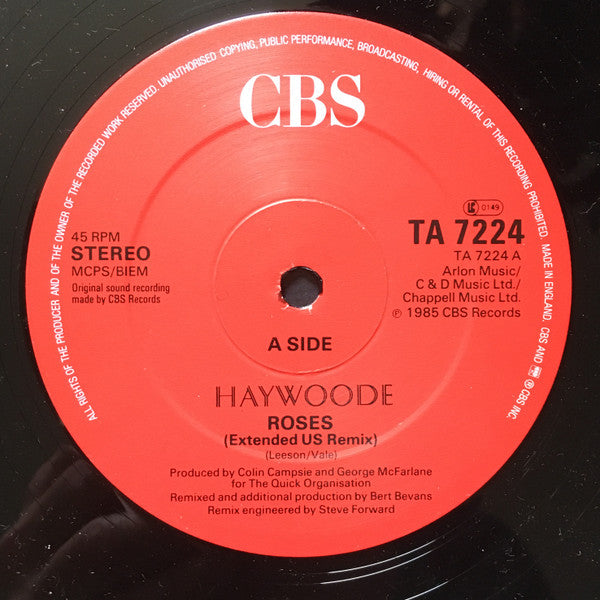 ALL RIGHTS OF THE PRODUCER AND OF THE OWNER OF THE RECORDED WORK RESERVED. UNAUTHORISED COPYING, PUBLIC PERFORMANCE, BROADCASTING, HIRING OR RENTAL OF THIS RECORDING PROHIBITED. MADE IN ENGLAND. CBS AND ® CBS INC.
CBS
45 RPM
STEREO
MCPS/BIEM
Original sound recording
made by CBS Records
LC 0149
TA 7224
TA 7224 A
Arlon Music/
C & D Music Ltd./
Chappell Music Ltd.
℗ 1985 CBS Records
A SIDE
HAYWOODE
ROSES
(Extended US Remix)
(Leeson/Vale)
Produced by Colin Campsie and George McFarlane
for The Quick Organisation
Remixed and additional production by Bert Bevans
Remix engineered by Steve Forward